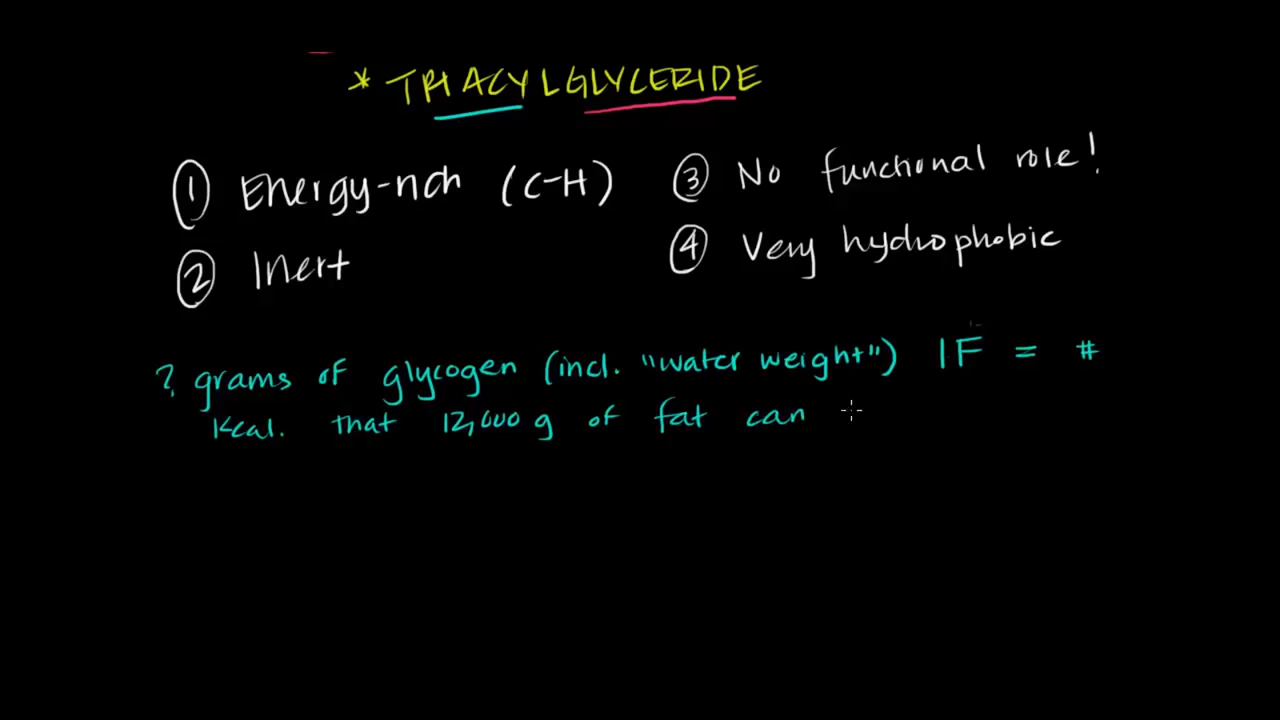 * TRIACYLGLYCERIDE
① Energy-rich (C-H)
② Inert
③ No functional role!
④ Very hydrophobic
? grams of glycogen (incl. "water weight") IF = #
Kcal. that 12,000 g of fat can